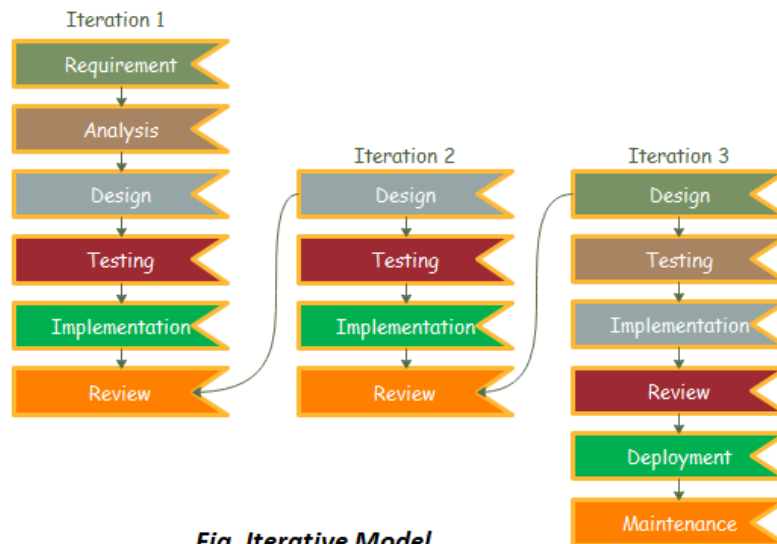 Iteration 1
Requirement
Analysis
Design
Testing
Implementation
Review
Iteration 2
Design
Testing
Implementation
Review
Iteration 3
Design
Testing
Implementation
Review
Deployment
Maintenance
Fig. Iterative Model